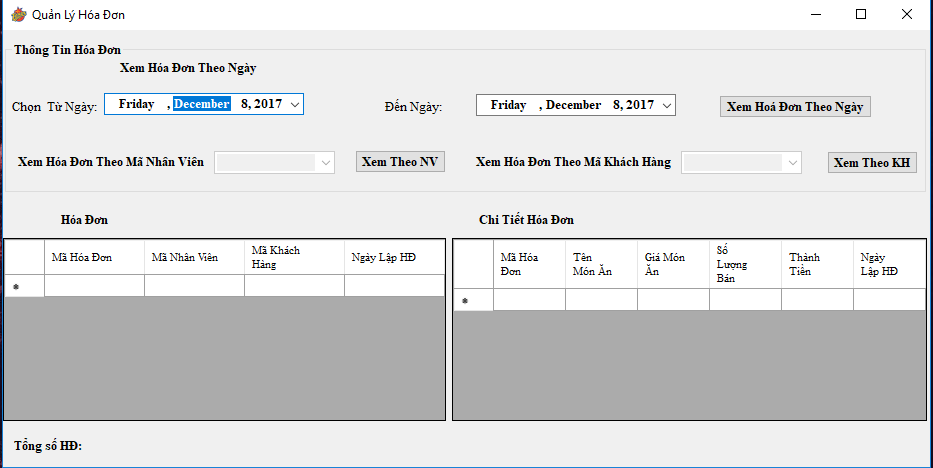 Quản Lý Hóa Đơn
Thông Tin Hóa Đơn
Xem Hóa Đơn Theo Ngày
Chọn Từ Ngày: Friday , December 8, 2017 Đến Ngày: Friday , December 8, 2017 Xem Hoá Đơn Theo Ngày
Xem Hóa Đơn Theo Mã Nhân Viên Xem Theo NV Xem Hóa Đơn Theo Mã Khách Hàng Xem Theo KH
Hóa Đơn
Mã Hóa Đơn Mã Nhân Viên Mã Khách Hàng Ngày Lập HĐ
Chi Tiết Hóa Đơn
Mã Hóa Đơn Tên Món Ăn Giá Món Ăn Số Lượng Bán Thành Tiền Ngày Lập HĐ
Tổng số HĐ: